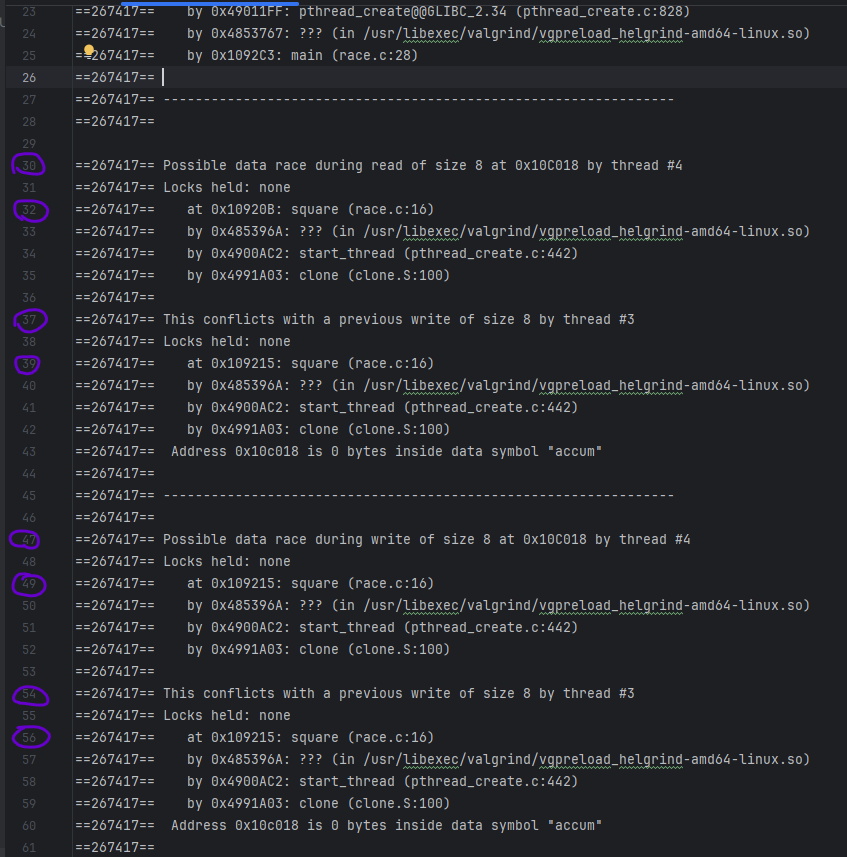 23 ==267417==    by 0x49011FF: pthread_create@@GLIBC_2.34 (pthread_create.c:828)
24 ==267417==    by 0x4853767: ??? (in /usr/libexec/valgrind/vgpreload_helgrind-amd64-linux.so)
25 ==267417==    by 0x1092C3: main (race.c:28)
26 ==267417==
27 ==267417== ----------------------------------------------------------------
28 ==267417==
29
30 ==267417== Possible data race during read of size 8 at 0x10C018 by thread #4
31 ==267417== Locks held: none
32 ==267417==    at 0x10920B: square (race.c:16)
33 ==267417==    by 0x485396A: ??? (in /usr/libexec/valgrind/vgpreload_helgrind-amd64-linux.so)
34 ==267417==    by 0x4900AC2: start_thread (pthread_create.c:442)
35 ==267417==    by 0x4991A03: clone (clone.S:100)
36 ==267417==
37 ==267417== This conflicts with a previous write of size 8 by thread #3
38 ==267417== Locks held: none
39 ==267417==    at 0x109215: square (race.c:16)
40 ==267417==    by 0x485396A: ??? (in /usr/libexec/valgrind/vgpreload_helgrind-amd64-linux.so)
41 ==267417==    by 0x4900AC2: start_thread (pthread_create.c:442)
42 ==267417==    by 0x4991A03: clone (clone.S:100)
43 ==267417==  Address 0x10c018 is 0 bytes inside data symbol "accum"
44 ==267417==
45 ==267417== ----------------------------------------------------------------
46 ==267417==
47 ==267417== Possible data race during write of size 8 at 0x10C018 by thread #4
48 ==267417== Locks held: none
49 ==267417==    at 0x109215: square (race.c:16)
50 ==267417==    by 0x485396A: ??? (in /usr/libexec/valgrind/vgpreload_helgrind-amd64-linux.so)
51 ==267417==    by 0x4900AC2: start_thread (pthread_create.c:442)
52 ==267417==    by 0x4991A03: clone (clone.S:100)
53 ==267417==
54 ==267417== This conflicts with a previous write of size 8 by thread #3
55 ==267417== Locks held: none
56 ==267417==    at 0x109215: square (race.c:16)
57 ==267417==    by 0x485396A: ??? (in /usr/libexec/valgrind/vgpreload_helgrind-amd64-linux.so)
58 ==267417==    by 0x4900AC2: start_thread (pthread_create.c:442)
59 ==267417==    by 0x4991A03: clone (clone.S:100)
60 ==267417==  Address 0x10c018 is 0 bytes inside data symbol "accum"
61 ==267417==